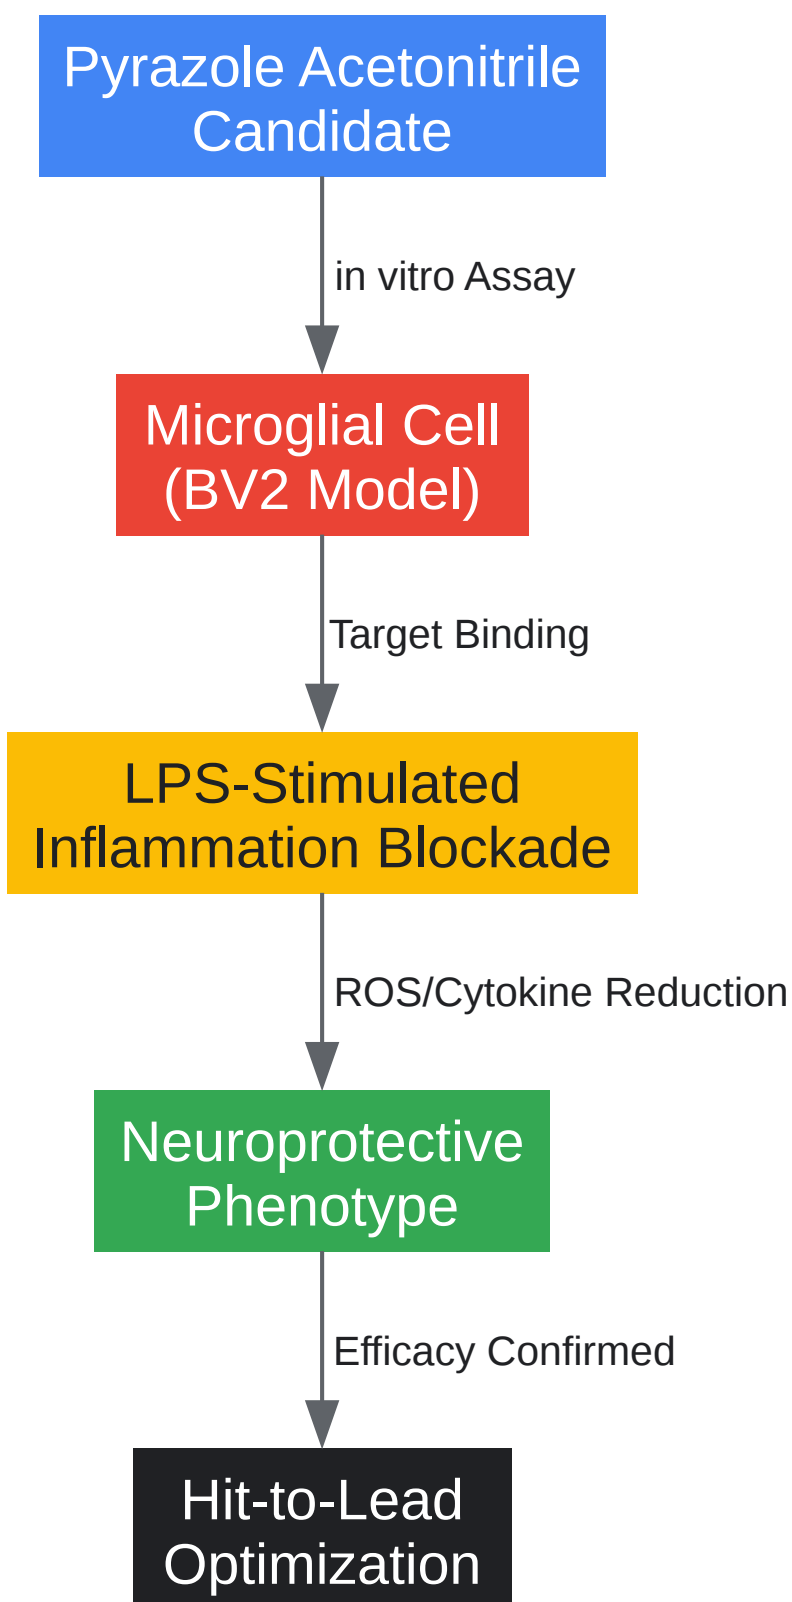 Pyrazole Acetonitrile
Candidate
in vitro Assay
Microglial Cell
(BV2 Model)
Target Binding
LPS-Stimulated
Inflammation Blockade
ROS/Cytokine Reduction
Neuroprotective
Phenotype
Efficacy Confirmed
Hit-to-Lead
Optimization